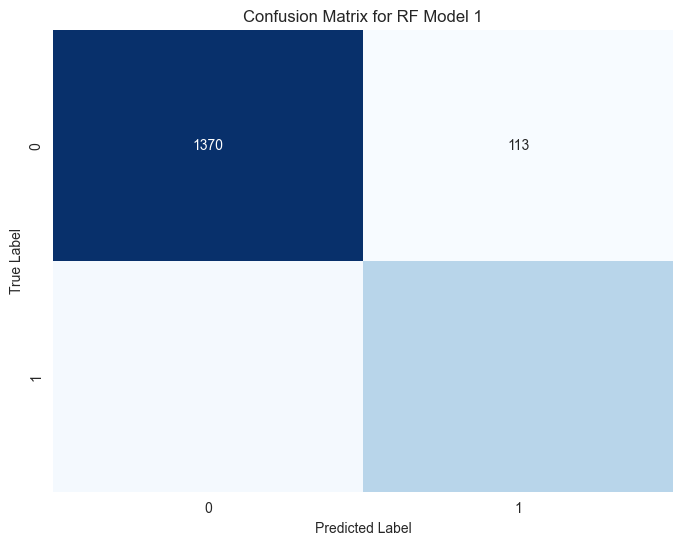 Confusion Matrix for RF Model 1
0
1370
113
True Label
1
0
1
Predicted Label